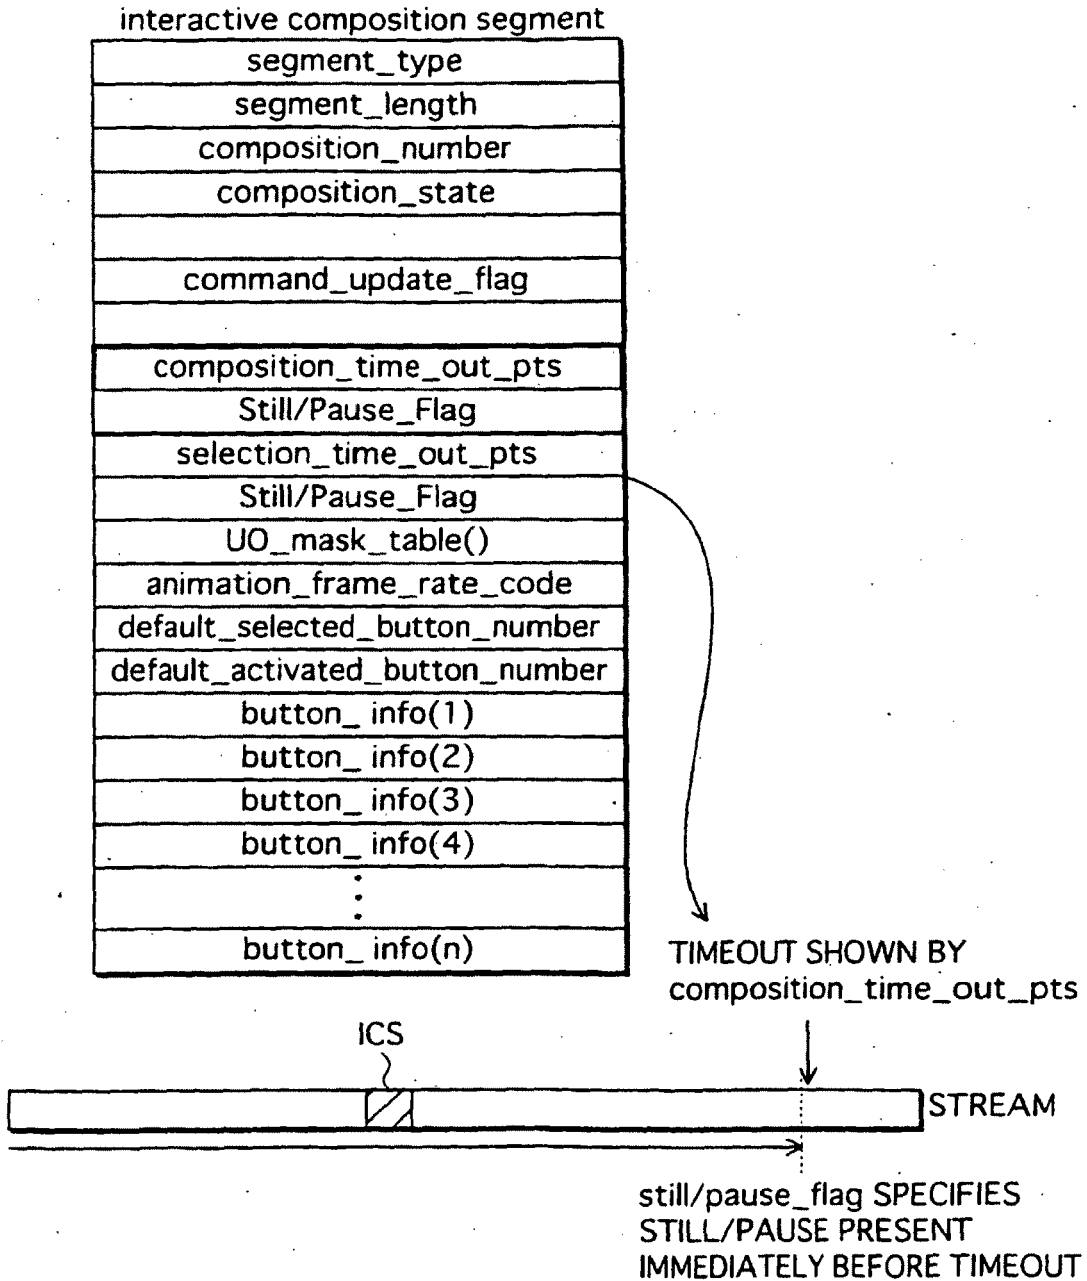 interactive composition segment
segment_type
segment_length
composition_number
composition_state
command_update_flag
composition_time_out_pts
Still/Pause_Flag
selection_time_out_pts
Still/Pause_Flag
UO_mask_table()
animation_frame_rate_code
default_selected_button_number
default_activated_button_number
button_ info(1)
button_ info(2)
button_ info(3)
button_ info(4)
button_ info(n)
TIMEOUT SHOWN BY
composition_time_out_pts
ICS
STREAM
still/pause_flag SPECIFIES
STILL/PAUSE PRESENT
IMMEDIATELY BEFORE TIMEOUT